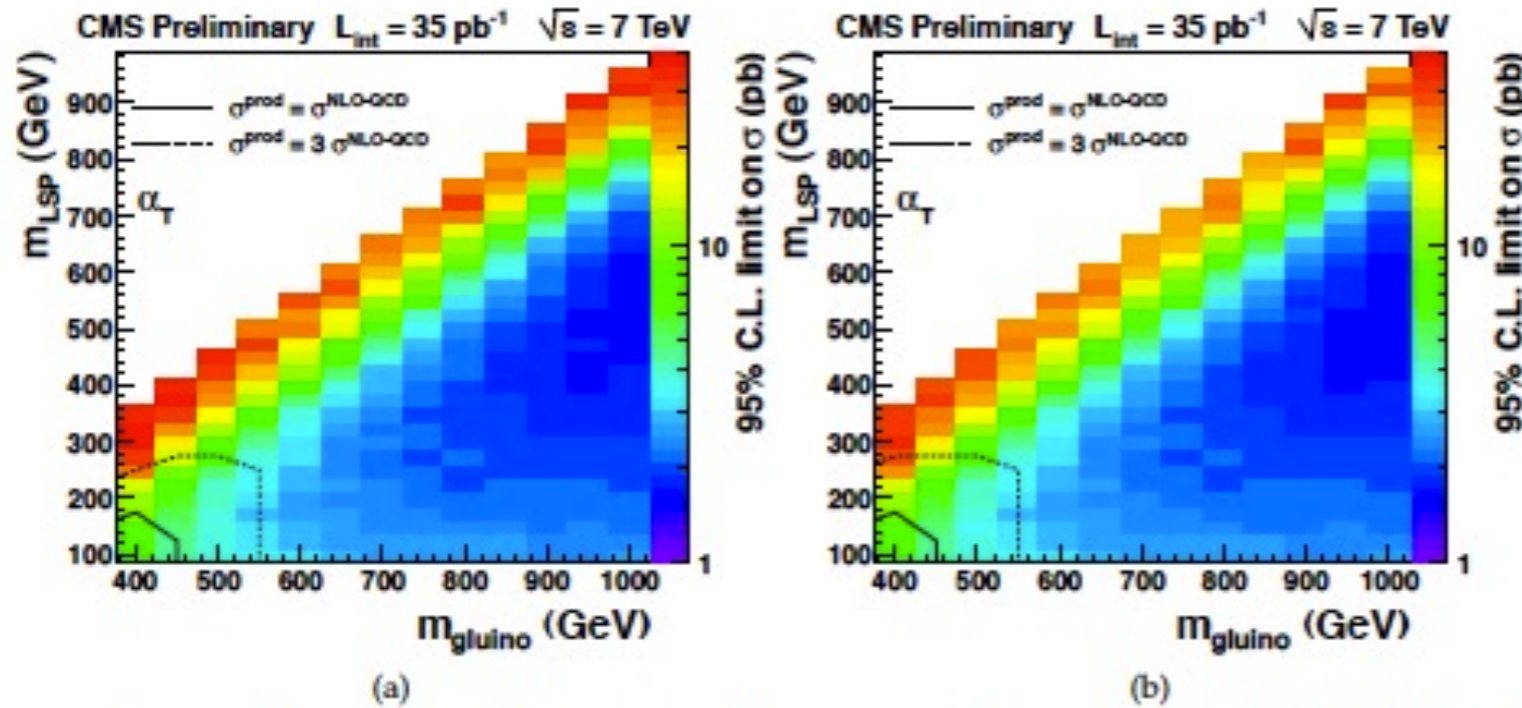 CMS Preliminary L_int = 35 pb⁻¹ √s = 7 TeV
m_LSP (GeV)
σ^prod = σ^NLO-QCD
σ^prod = 3 σ^NLO-QCD
α_T
900
800
700
600
500
400
300
200
100
400 500 600 700 800 900 1000
m_gluino (GeV)
10
1
95% C.L. limit on σ (pb)
(a)
CMS Preliminary L_int = 35 pb⁻¹ √s = 7 TeV
m_LSP (GeV)
σ^prod = σ^NLO-QCD
σ^prod = 3 σ^NLO-QCD
α_T
900
800
700
600
500
400
300
200
100
400 500 600 700 800 900 1000
m_gluino (GeV)
10
1
95% C.L. limit on σ (pb)
(b)